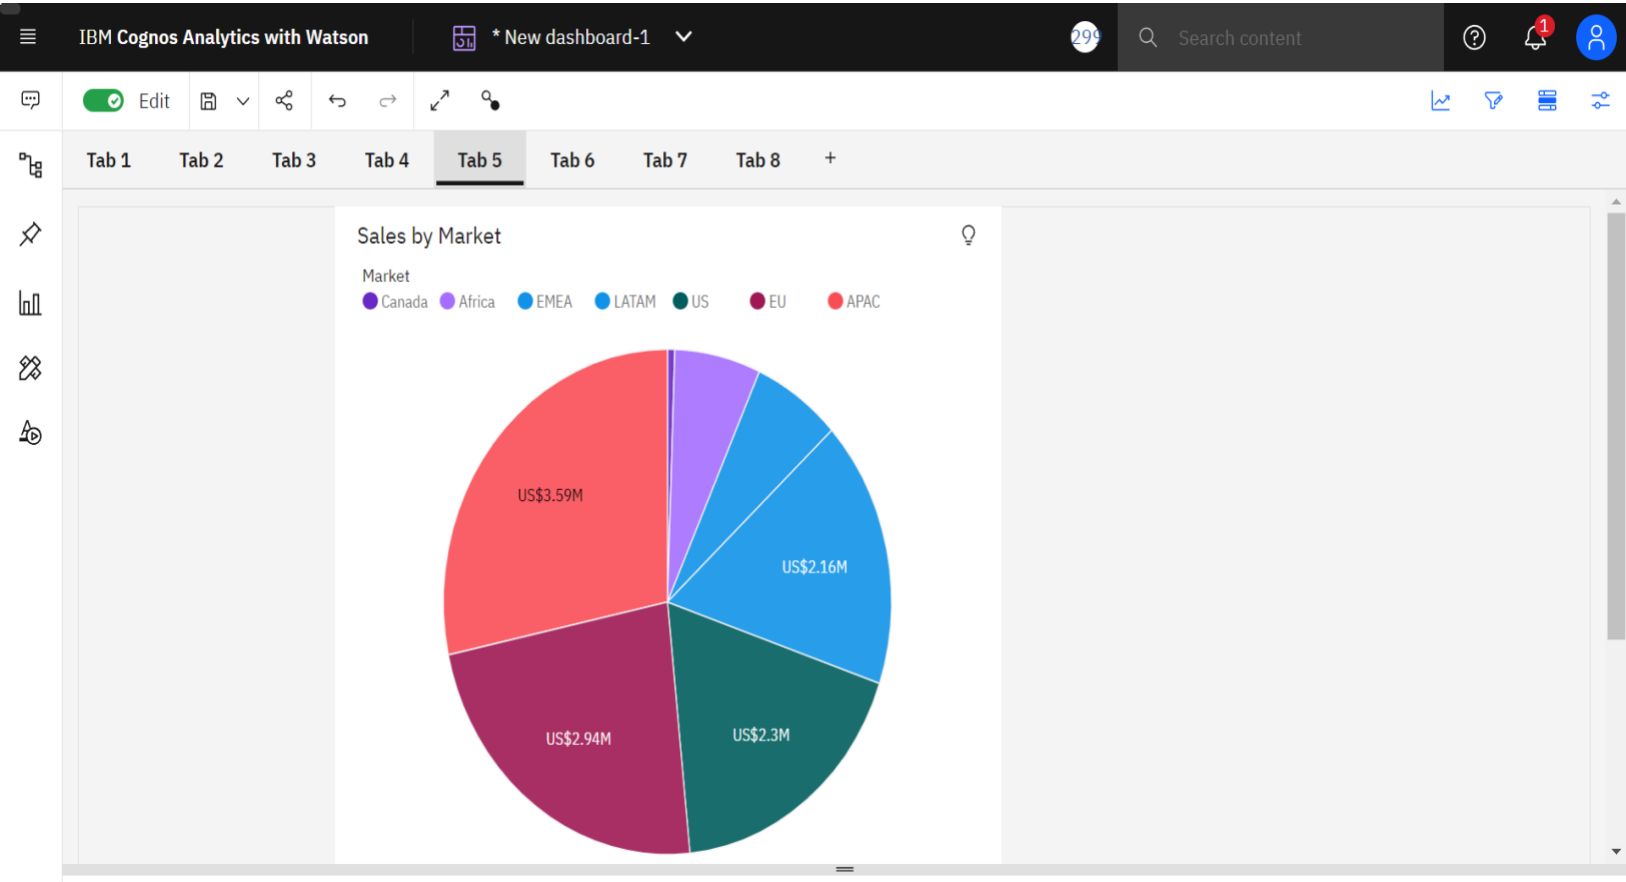 IBM Cognos Analytics with Watson
* New dashboard-1
299
Search content
1
Edit
Tab 1 Tab 2 Tab 3 Tab 4 Tab 5 Tab 6 Tab 7 Tab 8 +
Sales by Market
Market
Canada Africa EMEA LATAM US EU APAC
US$3.59M
US$2.16M
US$2.94M
US$2.3M